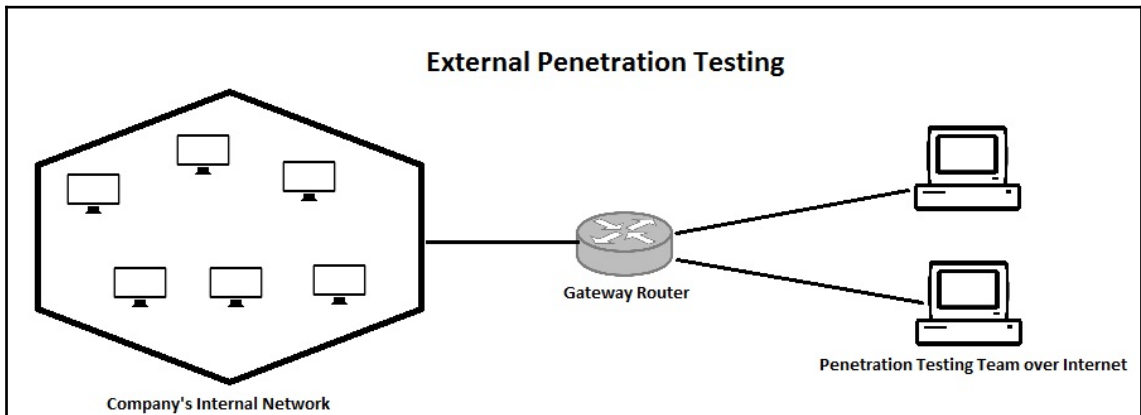 External Penetration Testing
Gateway Router
Penetration Testing Team over Internet
Company's Internal Network